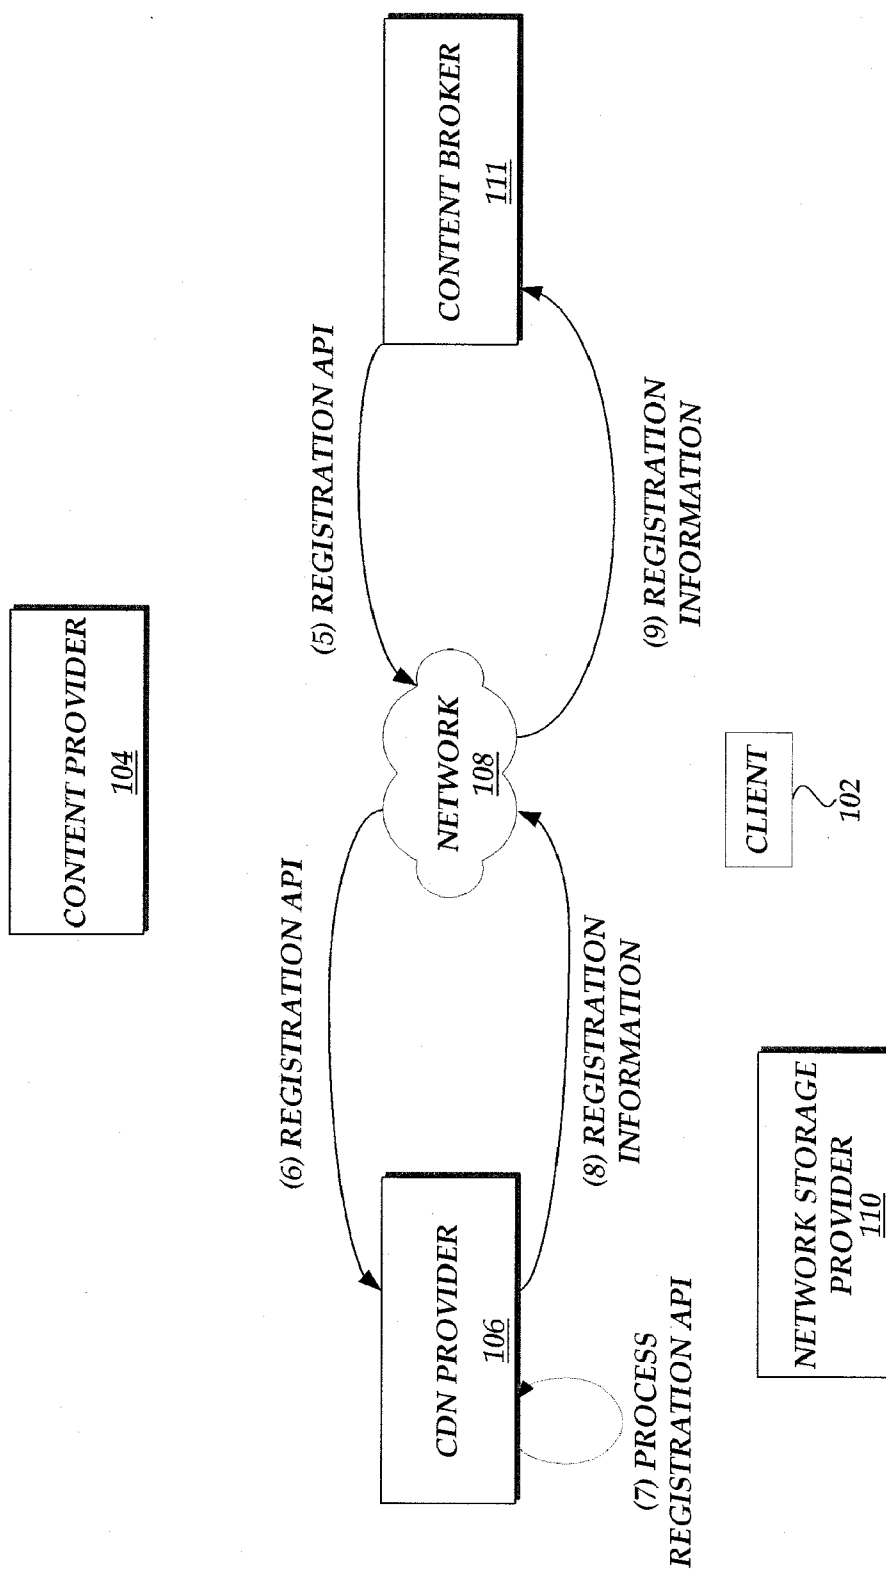 CONTENT PROVIDER
104
(6) REGISTRATION API
(5) REGISTRATION API
CDN PROVIDER
106
NETWORK
108
CONTENT BROKER
111
(7) PROCESS
REGISTRATION API
(8) REGISTRATION
INFORMATION
(9) REGISTRATION
INFORMATION
NETWORK STORAGE
PROVIDER
110
CLIENT
102